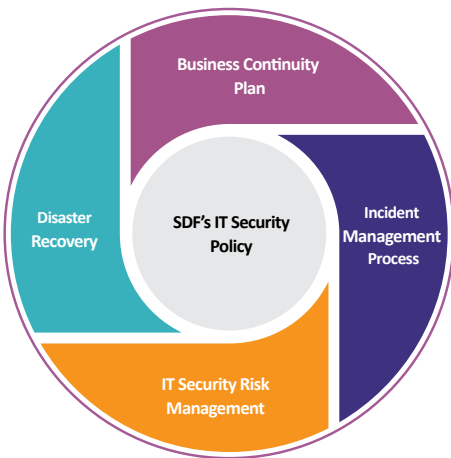 Business Continuity
Plan
Disaster
Recovery
SDF's IT Security
Policy
Incident
Management
Process
IT Security Risk
Management